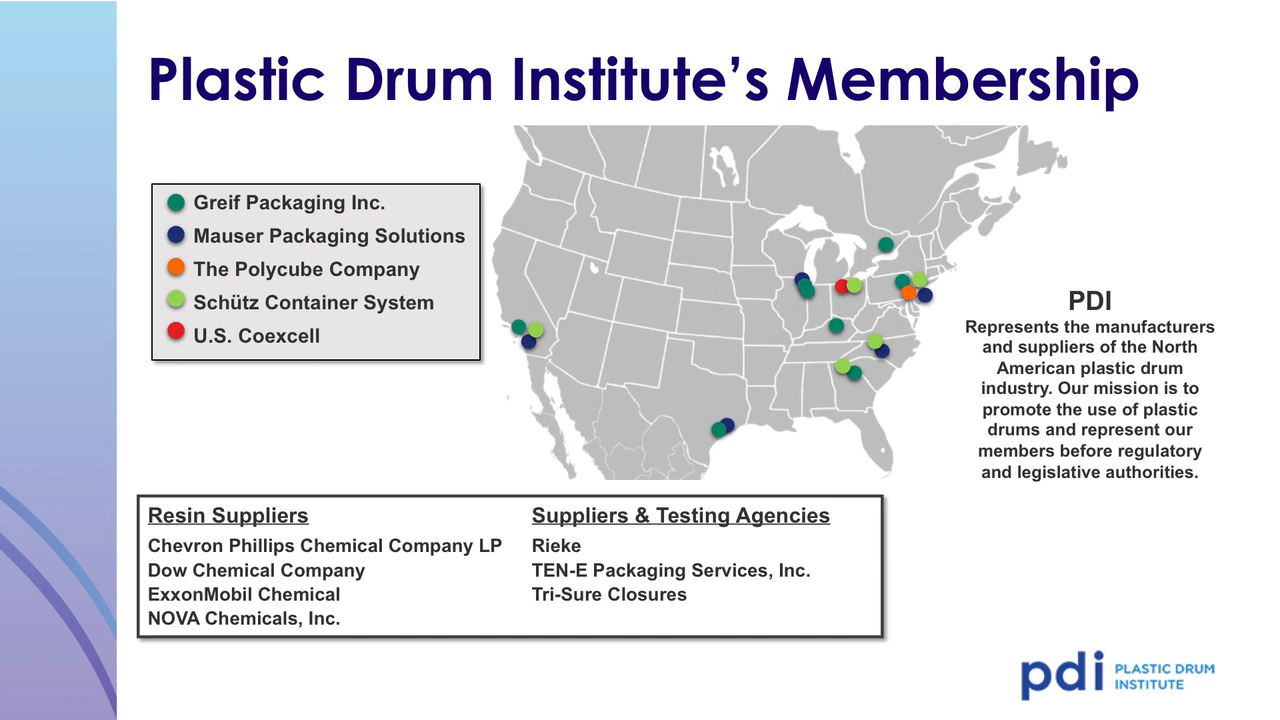 Plastic Drum Institute’s Membership
Greif Packaging Inc.
Mauser Packaging Solutions
The Polycube Company
Schütz Container System
U.S. Coexcell
PDI
Represents the manufacturers
and suppliers of the North
American plastic drum
industry. Our mission is to
promote the use of plastic
drums and represent our
members before regulatory
and legislative authorities.
Resin Suppliers
Chevron Phillips Chemical Company LP
Dow Chemical Company
ExxonMobil Chemical
NOVA Chemicals, Inc.
Suppliers & Testing Agencies
Rieke
TEN-E Packaging Services, Inc.
Tri-Sure Closures
pdi
PLASTIC DRUM
INSTITUTE